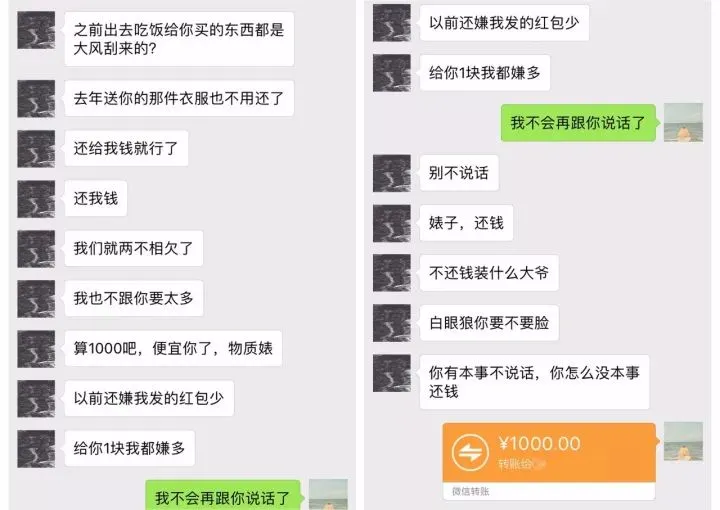 之前出去吃饭给你买的东西都是
大风刮来的?
去年送你的那件衣服也不用还了
还给我钱就行了
还我钱
我们就两不相欠了
我也不跟你要太多
算1000吧，便宜你了，物质婊
以前还嫌我发的红包少
给你1块我都嫌多
我不会再跟你说话了
以前还嫌我发的红包少
给你1块我都嫌多
我不会再跟你说话了
别不说话
婊子，还钱
不还钱装什么大爷
白眼狼你要不要脸
你有本事不说话，你怎么没本事
还钱
¥1000.00
转账给
微信转账